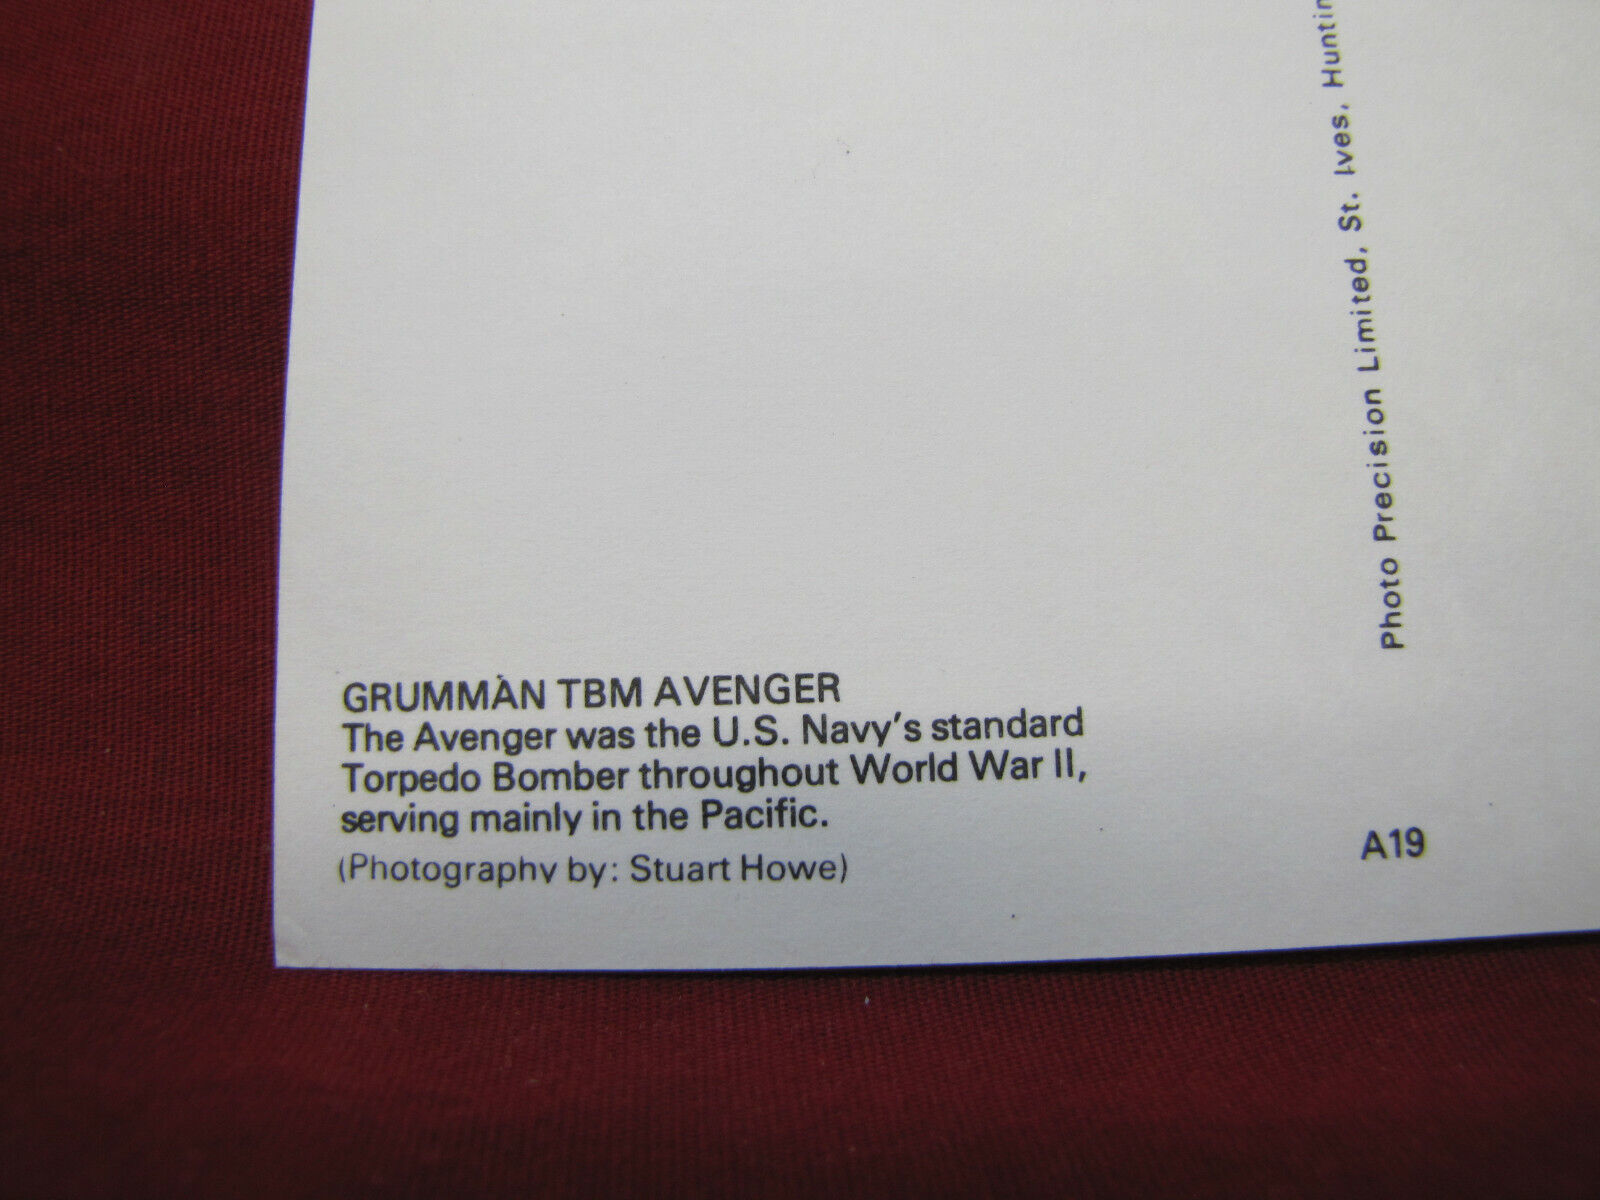 GRUMMAN TBM AVENGER
The Avenger was the U.S. Navy's standard
Torpedo Bomber throughout World War II,
serving mainly in the Pacific.
(Photography by: Stuart Howe)
A19
Photo Precision Limited, St. Ives,